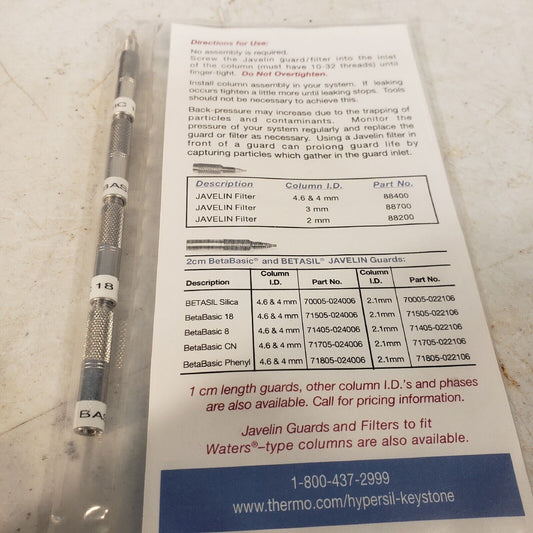 Directions for Use:
No assembly is required.
Screw the Javelin guard/filter into the inlet
of the column (must have 10-32 threads) until
finger-tight. Do Not Overtighten.
Install column assembly in your system. If leaking
occurs tighten a little more until leaking stops. Tools
should not be necessary to achieve this.
Back-pressure may increase due to the trapping of
particles and contaminants. Monitor the
pressure of your system regularly and replace the
guard or filter as necessary. Using a Javelin filter in
front of a guard can prolong guard life by
capturing particles which gather in the guard inlet.
Description Column I.D. Part No.
JAVELIN Filter 4.6 & 4 mm 88400
JAVELIN Filter 3 mm 88700
JAVELIN Filter 2 mm 88200
2cm BetaBasic® and BETASIL® JAVELIN Guards:
Description Column I.D. Part No. Column I.D. Part No.
BETASIL Silica 4.6 & 4 mm 70005-024006 2.1mm 70005-022106
BetaBasic 18 4.6 & 4 mm 71505-024006 2.1mm 71505-022106
BetaBasic 8 4.6 & 4 mm 71405-024006 2.1mm 71405-022106
BetaBasic CN 4.6 & 4 mm 71705-024006 2.1mm 71705-022106
BetaBasic Phenyl 4.6 & 4 mm 71805-024006 2.1mm 71805-022106
1 cm length guards, other column I.D.'s and phases
are also available. Call for pricing information.
Javelin Guards and Filters to fit
Waters®–type columns are also available.
1-800-437-2999
www.thermo.com/hypersil-keystone
BAS
18
BAS